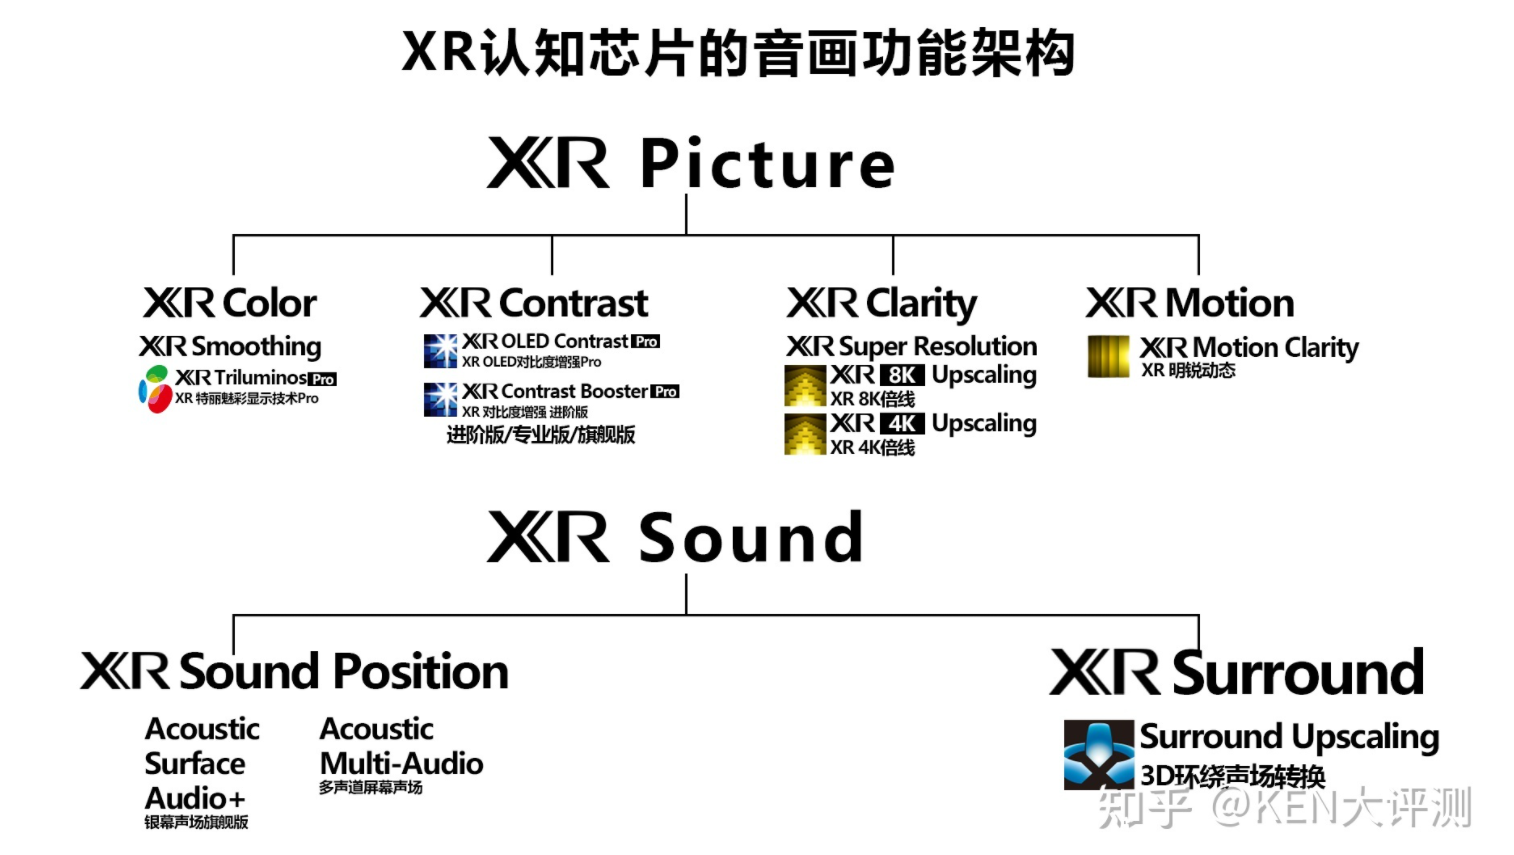 XR认知芯片的音画功能架构
XR Picture
XR Color
XR Smoothing
XR Triluminos Pro
XR 特丽魅彩显示技术Pro
XR Contrast
XR OLED Contrast Pro
XR OLED对比度增强Pro
XR Contrast Booster Pro
XR 对比度增强 进阶版
进阶版/专业版/旗舰版
XR Clarity
XR Super Resolution
XR 8K Upscaling
XR 8K倍线
XR 4K Upscaling
XR 4K倍线
XR Motion
XR Motion Clarity
XR 明锐动态
XR Sound
XR Sound Position
Acoustic
Surface
Audio+
银幕声场旗舰版
Acoustic
Multi-Audio
多声道屏幕声场
XR Surround
Surround Upscaling
3D环绕声场转换
知乎 @KEN大评测